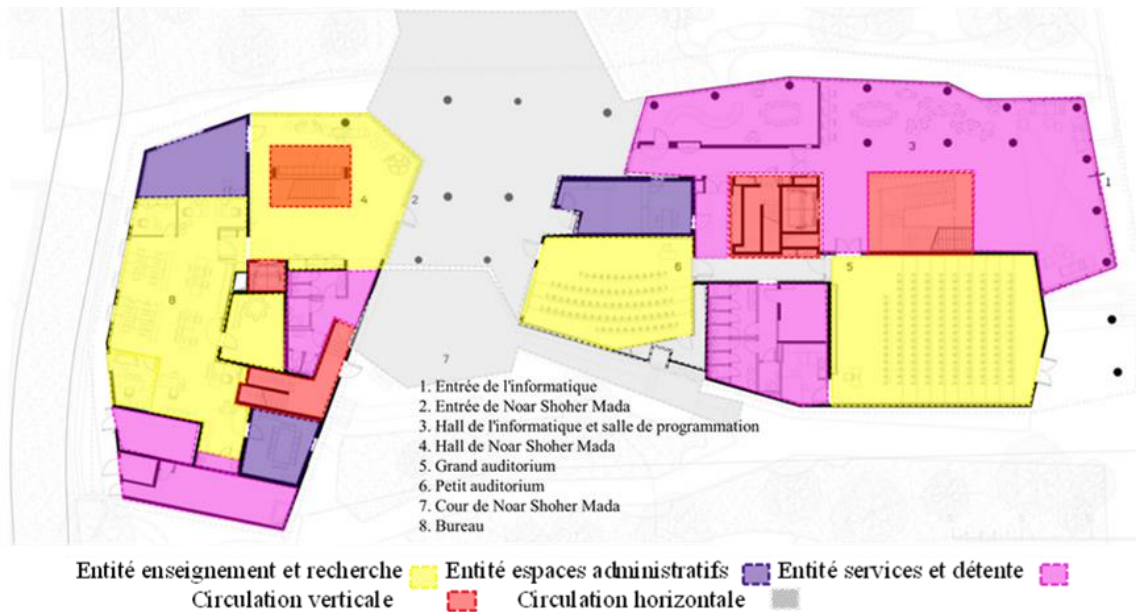 3
1
4
2
6
5
8
7
1. Entrée de l'informatique
2. Entrée de Noar Shoher Mada
3. Hall de l'informatique et salle de programmation
4. Hall de Noar Shoher Mada
5. Grand auditorium
6. Petit auditorium
7. Cour de Noar Shoher Mada
8. Bureau
Entité enseignement et recherche Entité espaces administratifs Entité services et détente
Circulation verticale Circulation horizontale